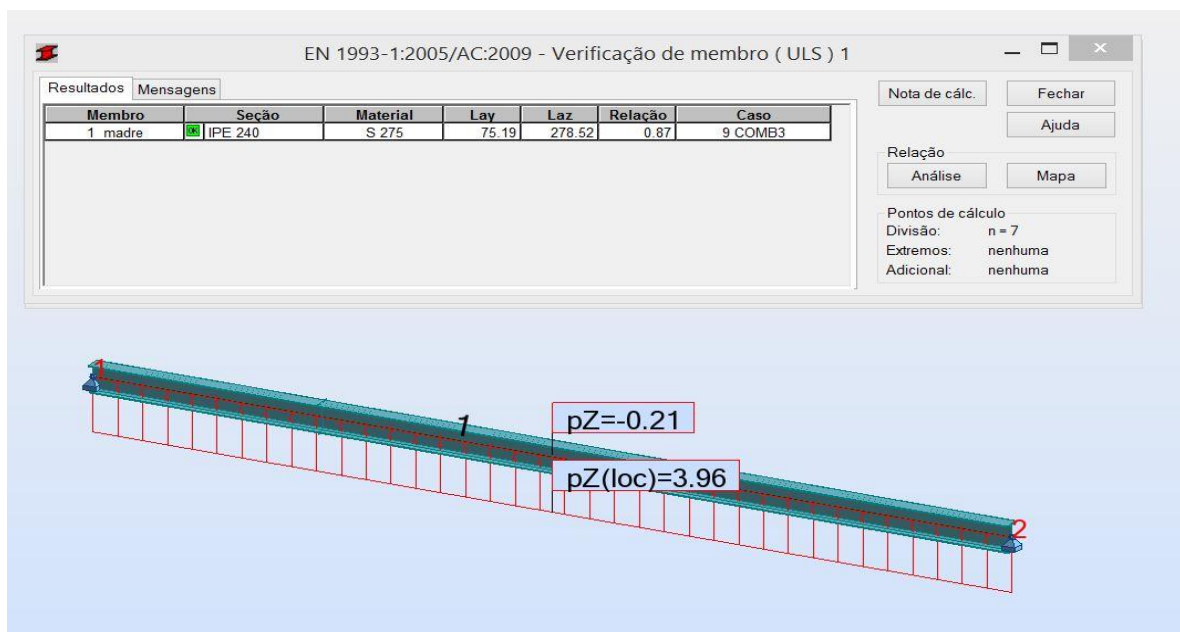 EN 1993-1:2005/AC:2009 - Verificação de membro ( ULS ) 1
Resultados Mensagens
Membro Seção Material Lay Laz Relação Caso
1 madre OK IPE 240 S 275 75.19 278.52 0.87 9 COMB3
Nota de cálc. Fechar
Ajuda
Relação
Análise Mapa
Pontos de cálculo
Divisão: n = 7
Extremos: nenhuma
Adicional: nenhuma
1
1
pZ=-0.21
pZ(loc)=3.96
2